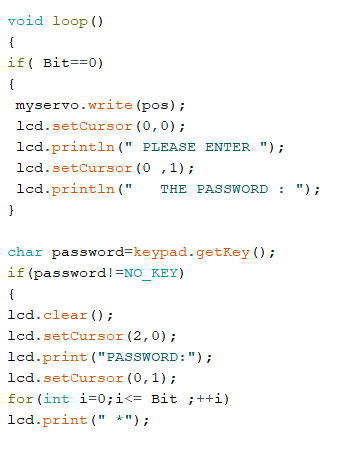 void loop()
{
if( Bit==0)
{
 myservo.write(pos);
 lcd.setCursor(0,0);
 lcd.println(" PLEASE ENTER ");
 lcd.setCursor(0 ,1);
 lcd.println("   THE PASSWORD : ");
}

char password=keypad.getKey();
if(password!=NO_KEY)
{
lcd.clear();
lcd.setCursor(2,0);
lcd.print("PASSWORD:");
lcd.setCursor(0,1);
for(int i=0;i<= Bit ;++i)
lcd.print(" *");